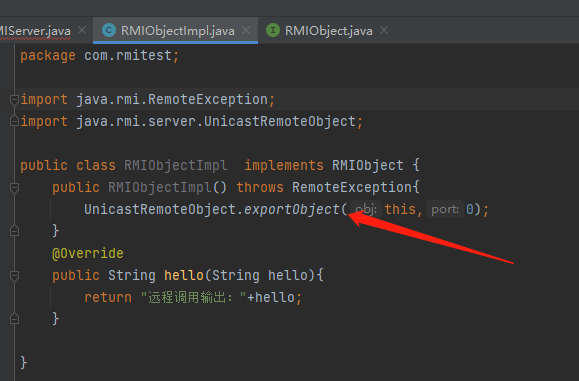 MIServer.java RMIObjectImpl.java RMIObject.java
package com.rmitest;
import java.rmi.RemoteException;
import java.rmi.server.UnicastRemoteObject;
public class RMIObjectImpl  implements RMIObject {
public RMIObjectImpl() throws RemoteException{
UnicastRemoteObject.exportObject( obj: this, port: 0);
}
@Override
public String hello(String hello){
return "远程调用输出："+hello;
}
}